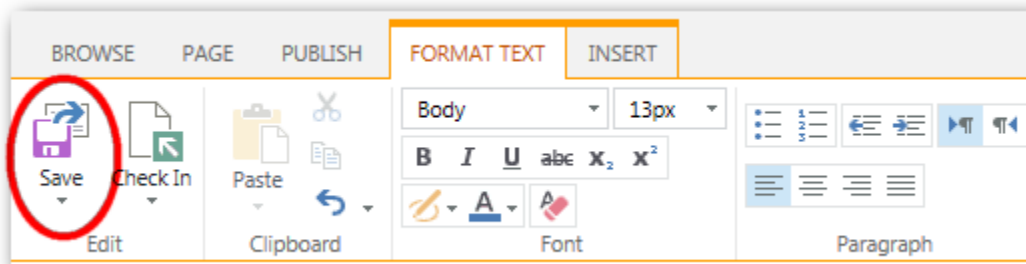 BROWSE PAGE PUBLISH FORMAT TEXT INSERT
Body 13px
B I U abc x₂ x²
Save Check In Paste A
Edit Clipboard Font Paragraph